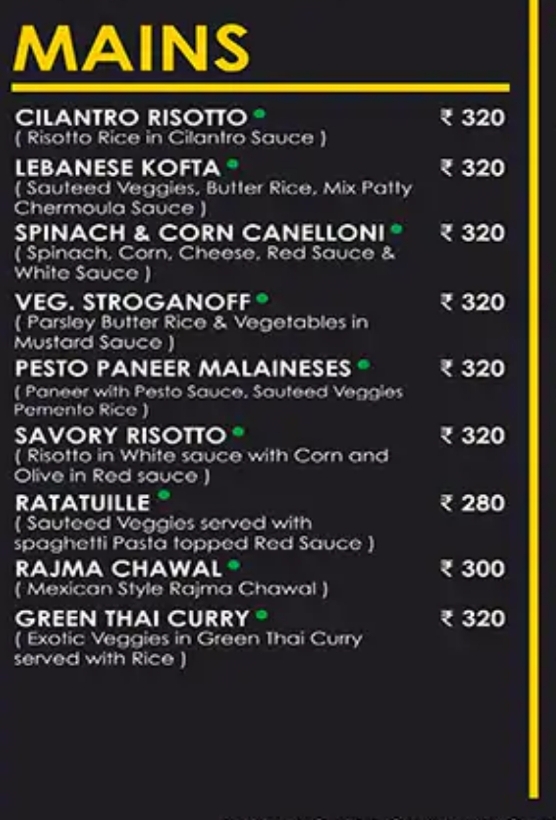 MAINS
CILANTRO RISOTTO ₹ 320
( Risotto Rice in Cilantro Sauce )
LEBANESE KOFTA ₹ 320
( Sauteed Veggies, Butter Rice, Mix Patty
Chermoula Sauce )
SPINACH & CORN CANELLONI ₹ 320
( Spinach, Corn, Cheese, Red Sauce &
White Sauce )
VEG. STROGANOFF ₹ 320
( Parsley Butter Rice & Vegetables in
Mustard Sauce )
PESTO PANEER MALAINESES ₹ 320
( Paneer with Pesto Sauce, Sauteed Veggies
Pemento Rice )
SAVORY RISOTTO ₹ 320
( Risotto in White sauce with Corn and
Olive in Red sauce )
RATATUILLE ₹ 280
( Sauteed Veggies served with
spaghetti Pasta topped Red Sauce )
RAJMA CHAWAL ₹ 300
( Mexican Style Rajma Chawal )
GREEN THAI CURRY ₹ 320
( Exotic Veggies in Green Thai Curry
served with Rice )